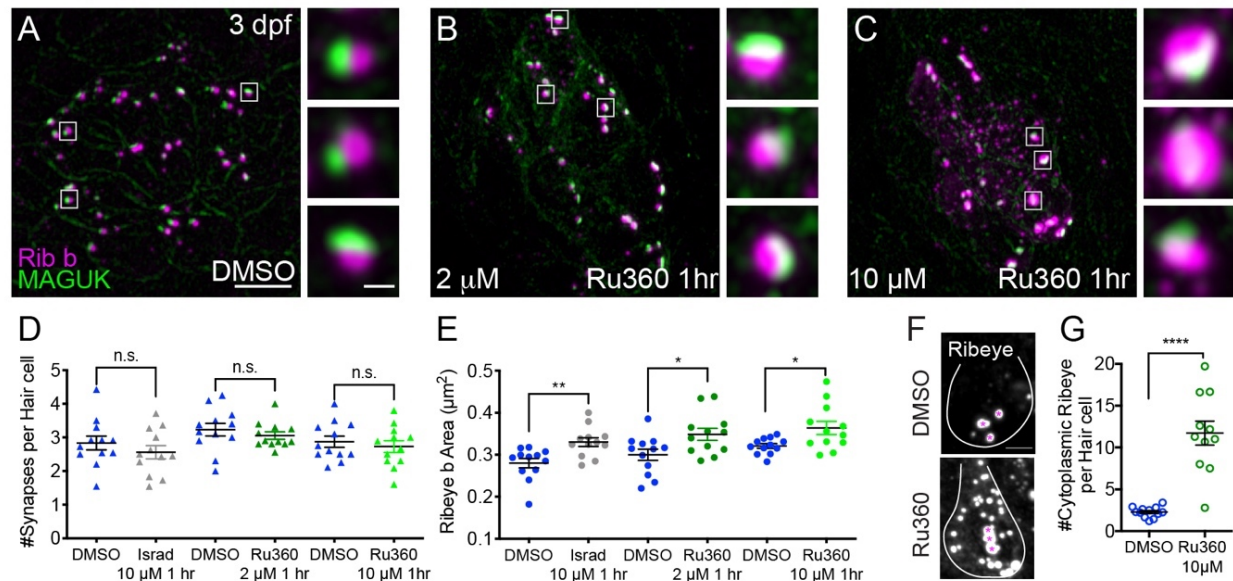 A
3 dpf
Rib b
MAGUK
DMSO
B
2 μM
Ru360 1hr
C
10 μM
Ru360 1hr
D
#Synapses per Hair cell
5
4
3
2
1
0
n.s.
n.s.
n.s.
DMSO Israd DMSO Ru360 DMSO Ru360
10 μM 1 hr 2 μM 1 hr 10 μM 1hr
E
Ribeye b Area (μm²)
0.5
0.4
0.3
0.2
0.1
**
*
*
DMSO Israd DMSO Ru360 DMSO Ru360
10 μM 1 hr 2 μM 1 hr 10 μM 1hr
F
Ribeye
DMSO
Ru360
G
#Cytoplasmic Ribeye
per Hair cell
20
15
10
5
0
****
DMSO Ru360
10μM